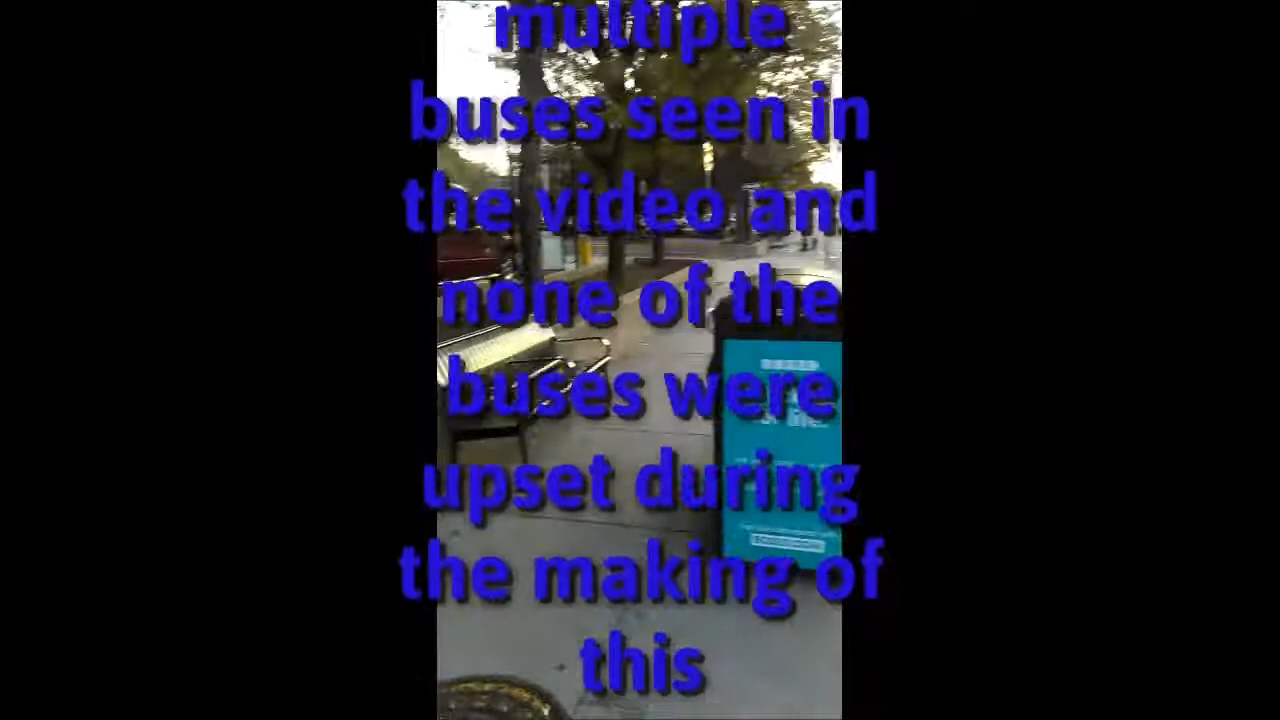 multiple
buses seen in
the video and
none of the
buses were
upset during
the making of
this